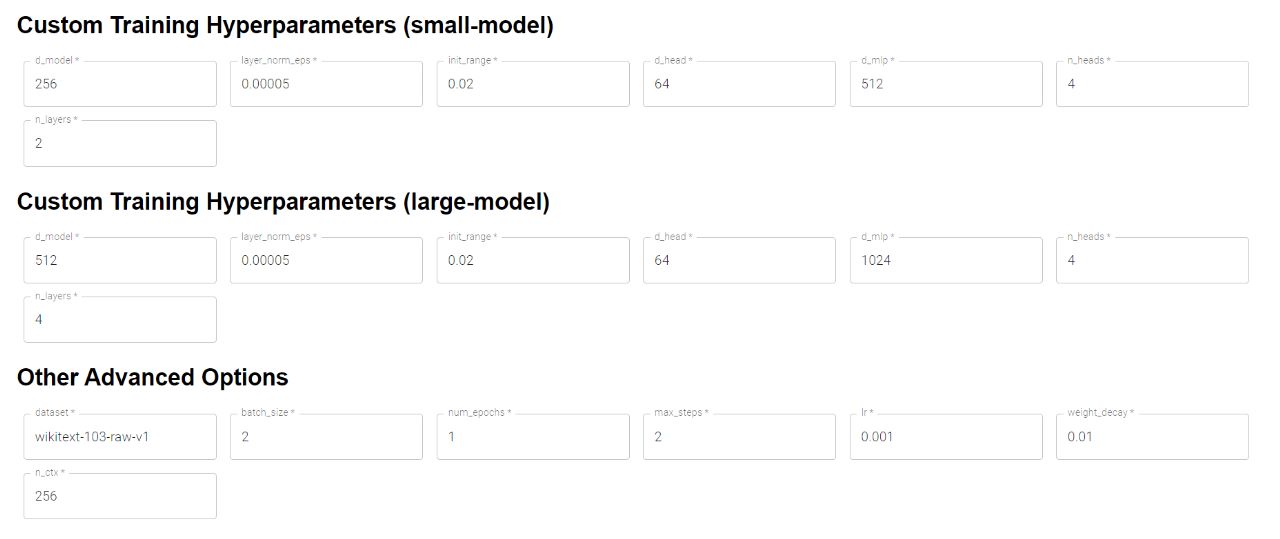 Custom Training Hyperparameters (small-model)
d_model * layer_norm_eps * init_range * d_head * d_mlp * n_heads *
256 0.00005 0.02 64 512 4
n_layers *
2
Custom Training Hyperparameters (large-model)
d_model * layer_norm_eps * init_range * d_head * d_mlp * n_heads *
512 0.00005 0.02 64 1024 4
n_layers *
4
Other Advanced Options
dataset * batch_size * num_epochs * max_steps * lr * weight_decay *
wikitext-103-raw-v1 2 1 2 0.001 0.01
n_ctx *
256